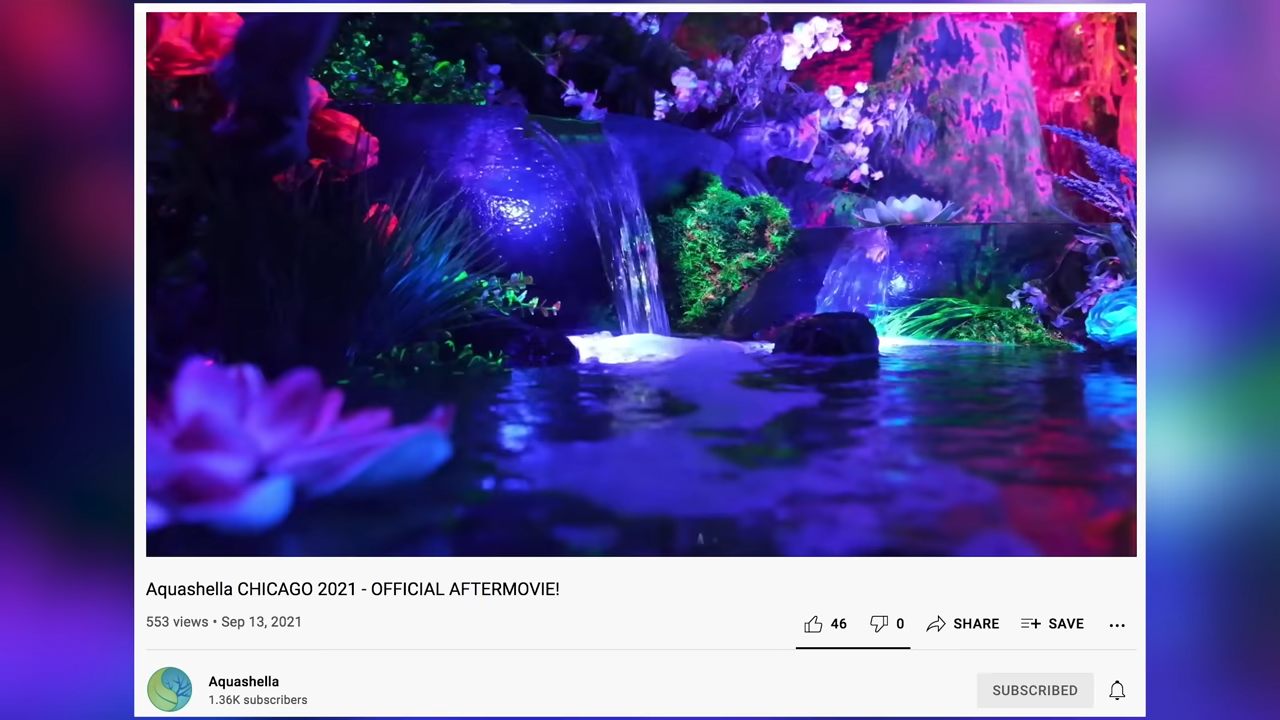 Aquashella CHICAGO 2021 - OFFICIAL AFTERMOVIE!
553 views • Sep 13, 2021
46
0
SHARE
SAVE
Aquashella
1.36K subscribers
SUBSCRIBED